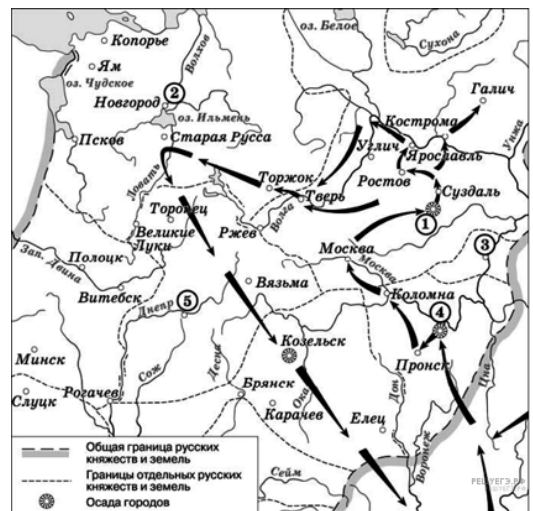 оз. Белое
Сухона
Копорье
Волхов
Ям
оз. Чудское
Галич
Новгород
2
оз. Ильмень
Кострома
Унжа
Псков
Старая Русса
Углич
Ярославль
Ловать
Торжок
Ростов
Суздаль
Тверь
Торопец
Волга
1
Великие
Луки
Ржев
Москва
3
Зап. Двина
Полоцк
Москва
Витебск
Вязьма
Коломна
Днепр
5
4
Козельск
Минск
Сож
Десна
Пронск
Цна
Слуцк
Рогачев
Брянск
Ока
Дон
Карачев
Елец
Воронеж
Сейм
Общая граница русских
княжеств и земель
Границы отдельных русских
княжеств и земель
Осада городов
РЕШУЕГЭ.РФ